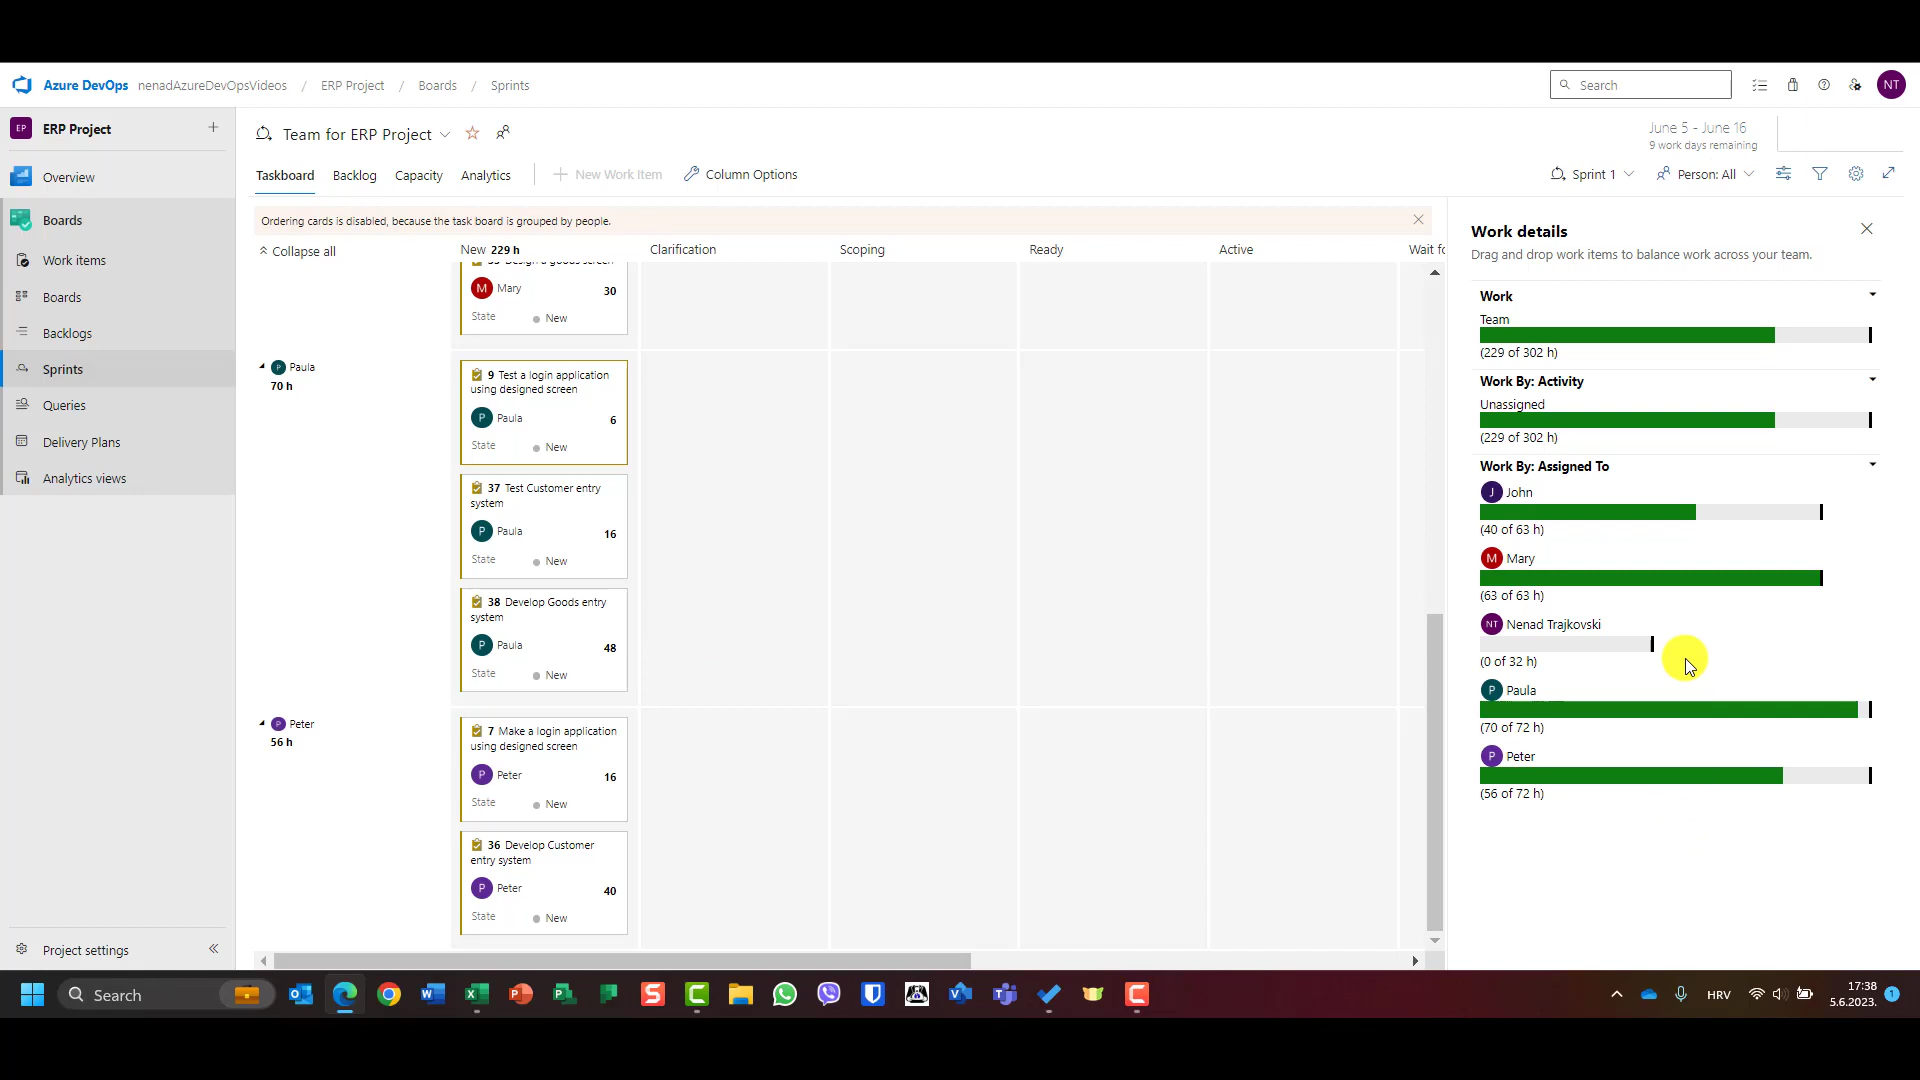 Azure DevOps nenadAzureDevOpsVideos / ERP Project / Boards / Sprints
Search
NT
EP ERP Project
Overview
Boards
Work items
Boards
Backlogs
Sprints
Queries
Delivery Plans
Analytics views
Project settings
Team for ERP Project
June 5 - June 16
9 work days remaining
Taskboard Backlog Capacity Analytics New Work Item Column Options
Sprint 1 Person: All
Ordering cards is disabled, because the task board is grouped by people.
Collapse all
New 229 h Clarification Scoping Ready Active Wait fo
35 Design a goods screen
M Mary 30
State New
P Paula
70 h
9 Test a login application
using designed screen
P Paula 6
State New
37 Test Customer entry
system
P Paula 16
State New
38 Develop Goods entry
system
P Paula 48
State New
P Peter
56 h
7 Make a login application
using designed screen
P Peter 16
State New
36 Develop Customer
entry system
P Peter 40
State New
Work details
Drag and drop work items to balance work across your team.
Work
Team
(229 of 302 h)
Work By: Activity
Unassigned
(229 of 302 h)
Work By: Assigned To
J John
(40 of 63 h)
M Mary
(63 of 63 h)
NT Nenad Trajkovski
(0 of 32 h)
P Paula
(70 of 72 h)
P Peter
(56 of 72 h)
Search
HRV
17:38
5.6.2023.
1